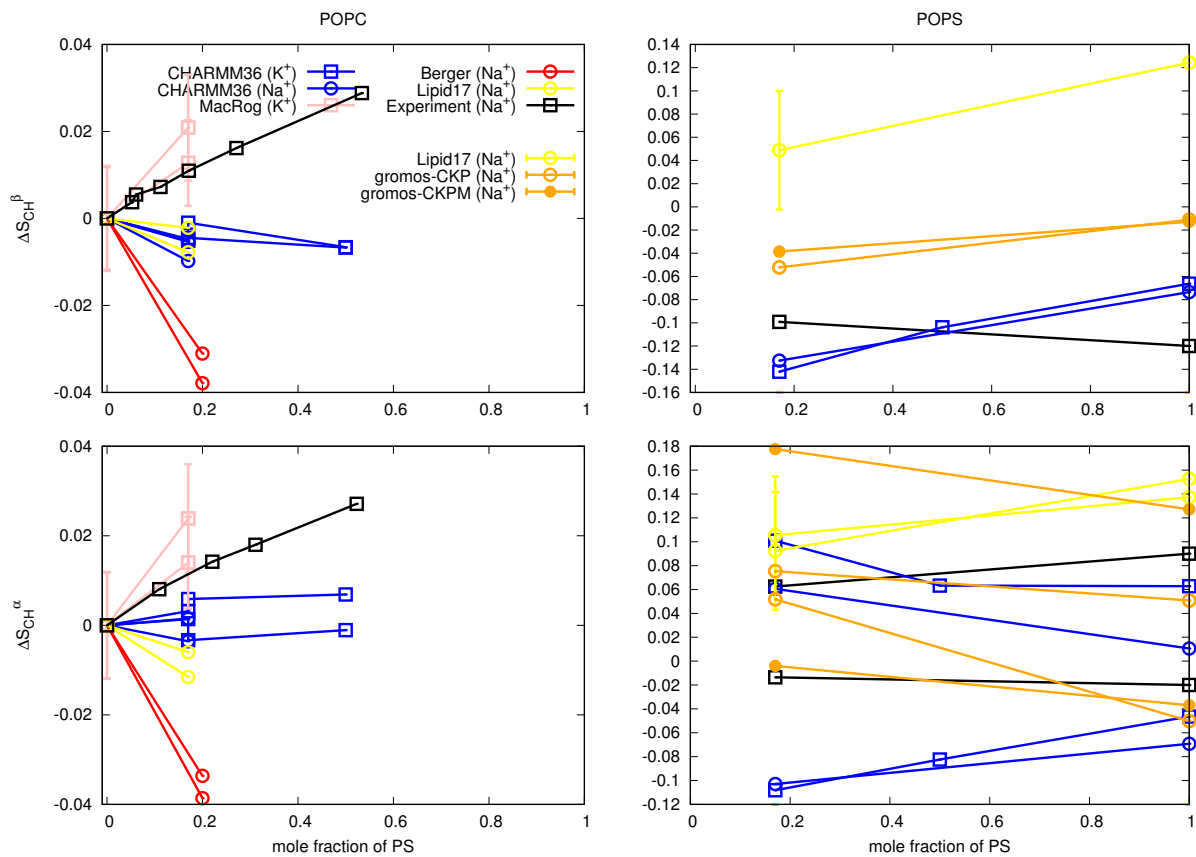 POPC
POPS
0.04
0.02
0
-0.02
-0.04
ΔS_CH^β
CHARMM36 (K⁺)
CHARMM36 (Na⁺)
MacRog (K⁺)
Berger (Na⁺)
Lipid17 (Na⁺)
Experiment (Na⁺)
Lipid17 (Na⁺)
gromos-CKP (Na⁺)
gromos-CKPM (Na⁺)
0 0.2 0.4 0.6 0.8 1
0.14
0.12
0.1
0.08
0.06
0.04
0.02
0
-0.02
-0.04
-0.06
-0.08
-0.1
-0.12
-0.14
-0.16
0 0.2 0.4 0.6 0.8 1
0.04
0.02
0
-0.02
-0.04
ΔS_CH^α
0 0.2 0.4 0.6 0.8 1
mole fraction of PS
0.18
0.16
0.14
0.12
0.1
0.08
0.06
0.04
0.02
0
-0.02
-0.04
-0.06
-0.08
-0.1
-0.12
0 0.2 0.4 0.6 0.8 1
mole fraction of PS